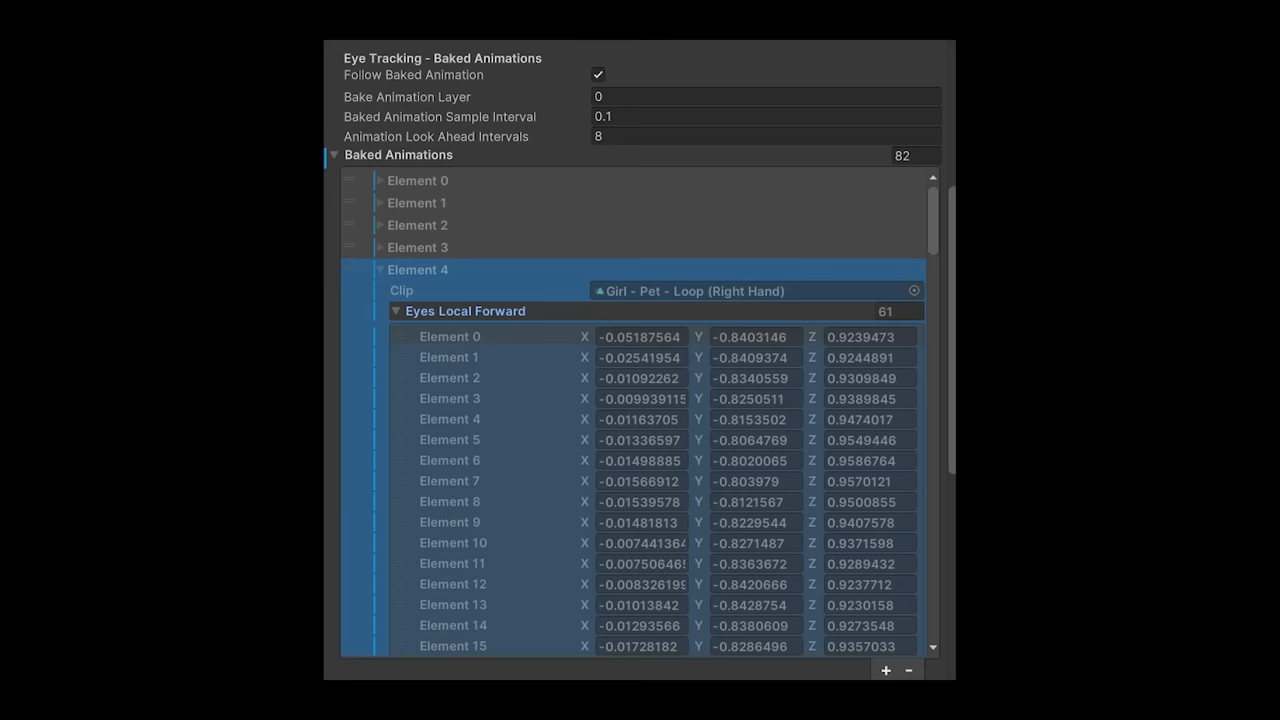 Eye Tracking - Baked Animations
Follow Baked Animation
Bake Animation Layer 0
Baked Animation Sample Interval 0.1
Animation Look Ahead Intervals 8
Baked Animations 82
Element 0
Element 1
Element 2
Element 3
Element 4
Clip Girl - Pet - Loop (Right Hand)
Eyes Local Forward 61
Element 0 X -0.05187564 Y -0.8403146 Z 0.9239473
Element 1 X -0.02541954 Y -0.8409374 Z 0.9244891
Element 2 X -0.01092262 Y -0.8340559 Z 0.9309849
Element 3 X -0.009939115 Y -0.8250511 Z 0.9389845
Element 4 X -0.01163705 Y -0.8153502 Z 0.9474017
Element 5 X -0.01336597 Y -0.8064769 Z 0.9549446
Element 6 X -0.01498885 Y -0.8020065 Z 0.9586764
Element 7 X -0.01566912 Y -0.803979 Z 0.9570121
Element 8 X -0.01539578 Y -0.8121567 Z 0.9500855
Element 9 X -0.01481813 Y -0.8229544 Z 0.9407578
Element 10 X -0.007441364 Y -0.8271487 Z 0.9371598
Element 11 X -0.007506465 Y -0.8363672 Z 0.9289432
Element 12 X -0.008326199 Y -0.8420666 Z 0.9237712
Element 13 X -0.01013842 Y -0.8428754 Z 0.9230158
Element 14 X -0.01293566 Y -0.8380609 Z 0.9273548
Element 15 X -0.01728182 Y -0.8286496 Z 0.9357033
+ -